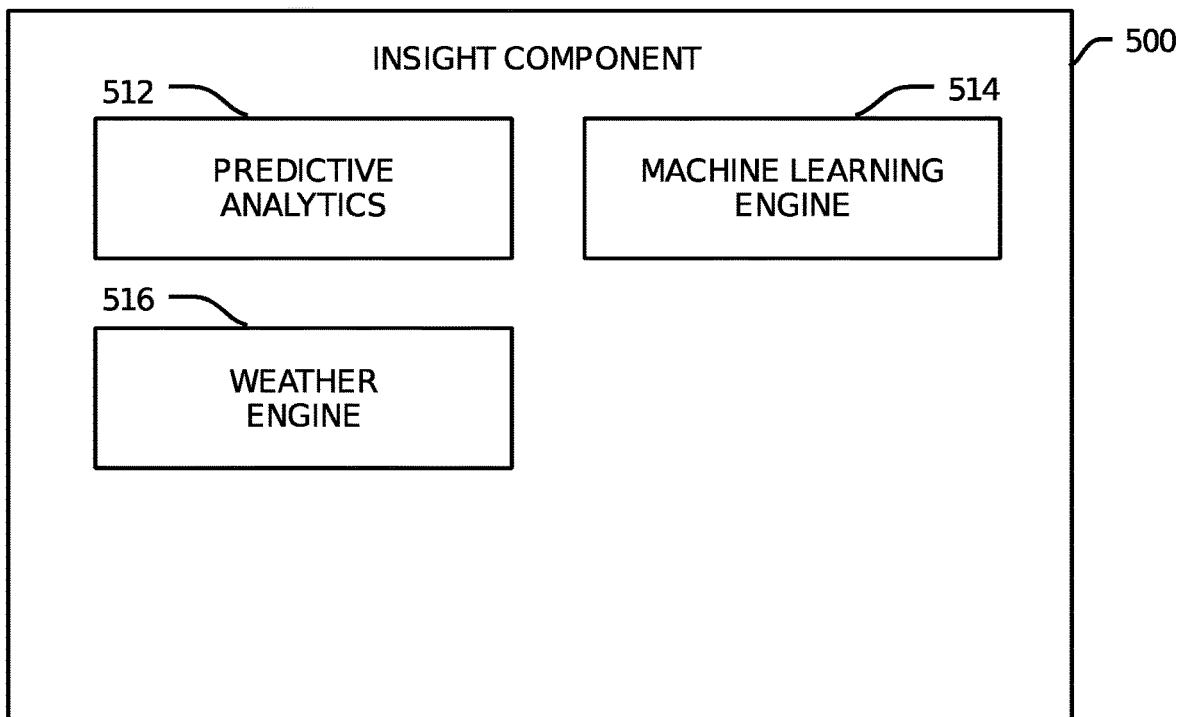 INSIGHT COMPONENT
500
512
514
PREDICTIVE
ANALYTICS
MACHINE LEARNING
ENGINE
516
WEATHER
ENGINE